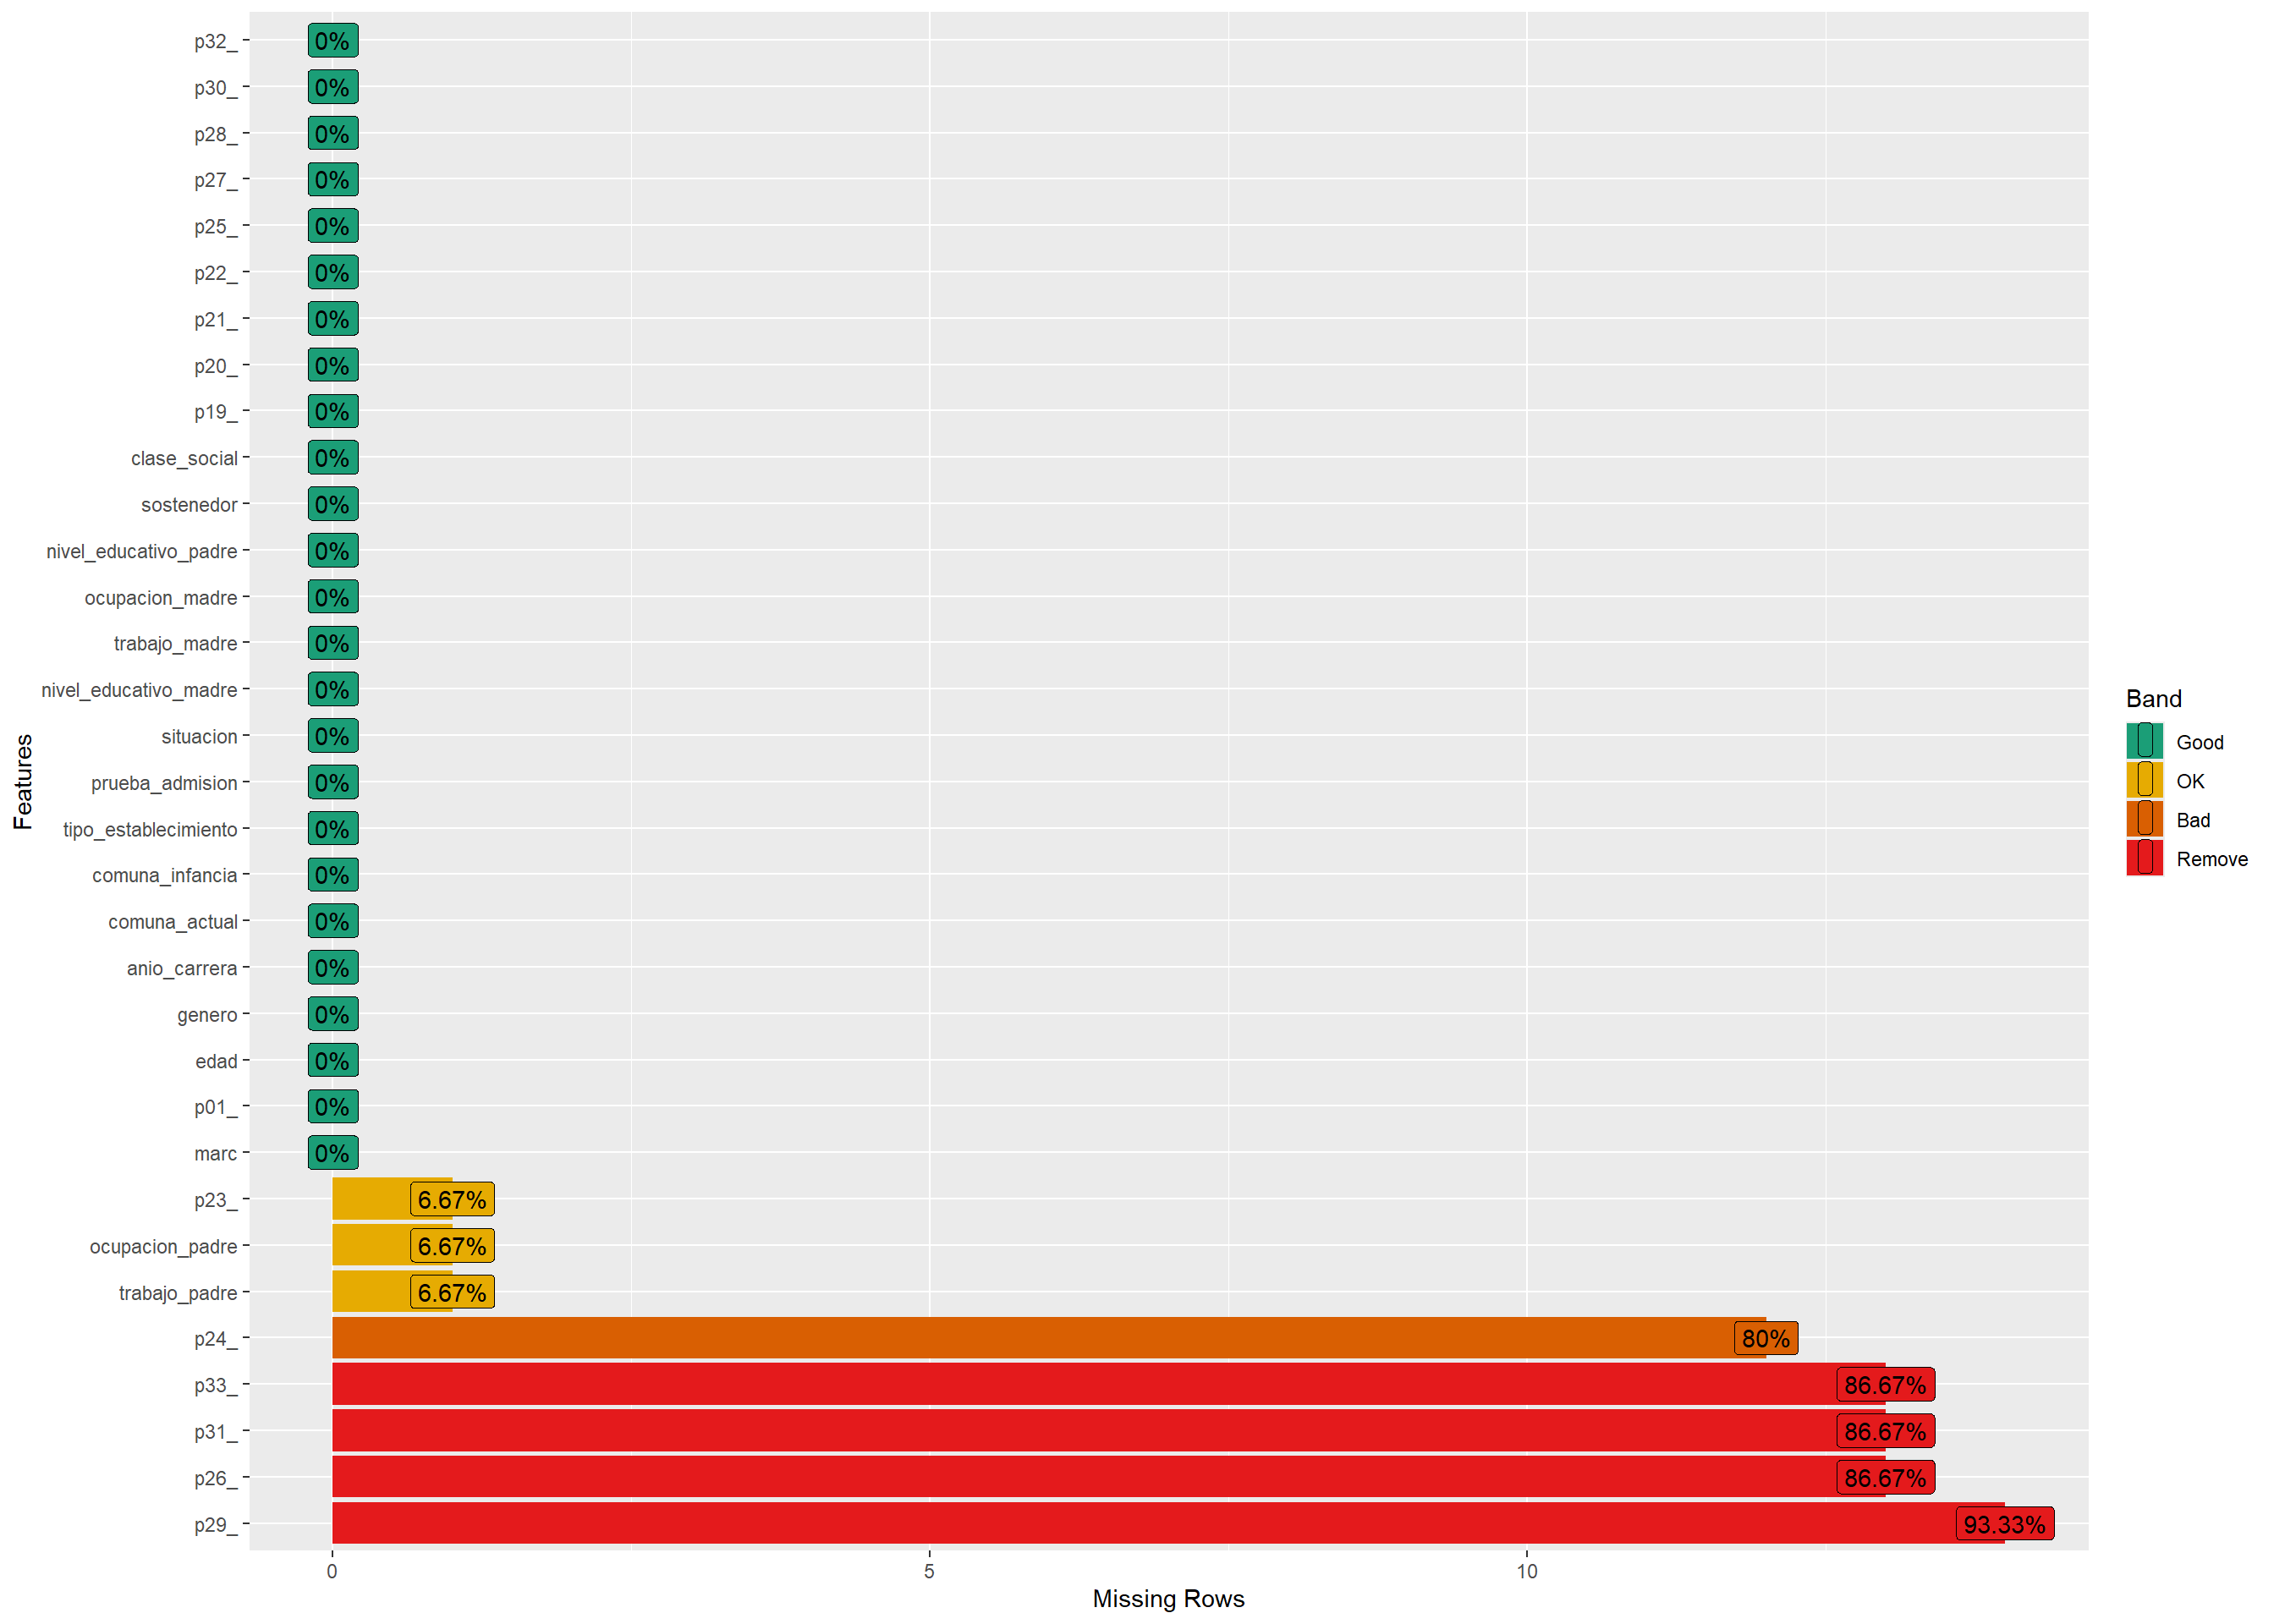 p32_ 0%
p30_ 0%
p28_ 0%
p27_ 0%
p25_ 0%
p22_ 0%
p21_ 0%
p20_ 0%
p19_ 0%
clase_social 0%
sostenedor 0%
nivel_educativo_padre 0%
ocupacion_madre 0%
trabajo_madre 0%
nivel_educativo_madre 0%
situacion 0%
prueba_admision 0%
tipo_establecimiento 0%
comuna_infancia 0%
comuna_actual 0%
anio_carrera 0%
genero 0%
edad 0%
p01_ 0%
marc 0%
p23_ 6.67%
ocupacion_padre 6.67%
trabajo_padre 6.67%
p24_ 80%
p33_ 86.67%
p31_ 86.67%
p26_ 86.67%
p29_ 93.33%
0 5 10
Missing Rows
Features
Band
Good
OK
Bad
Remove